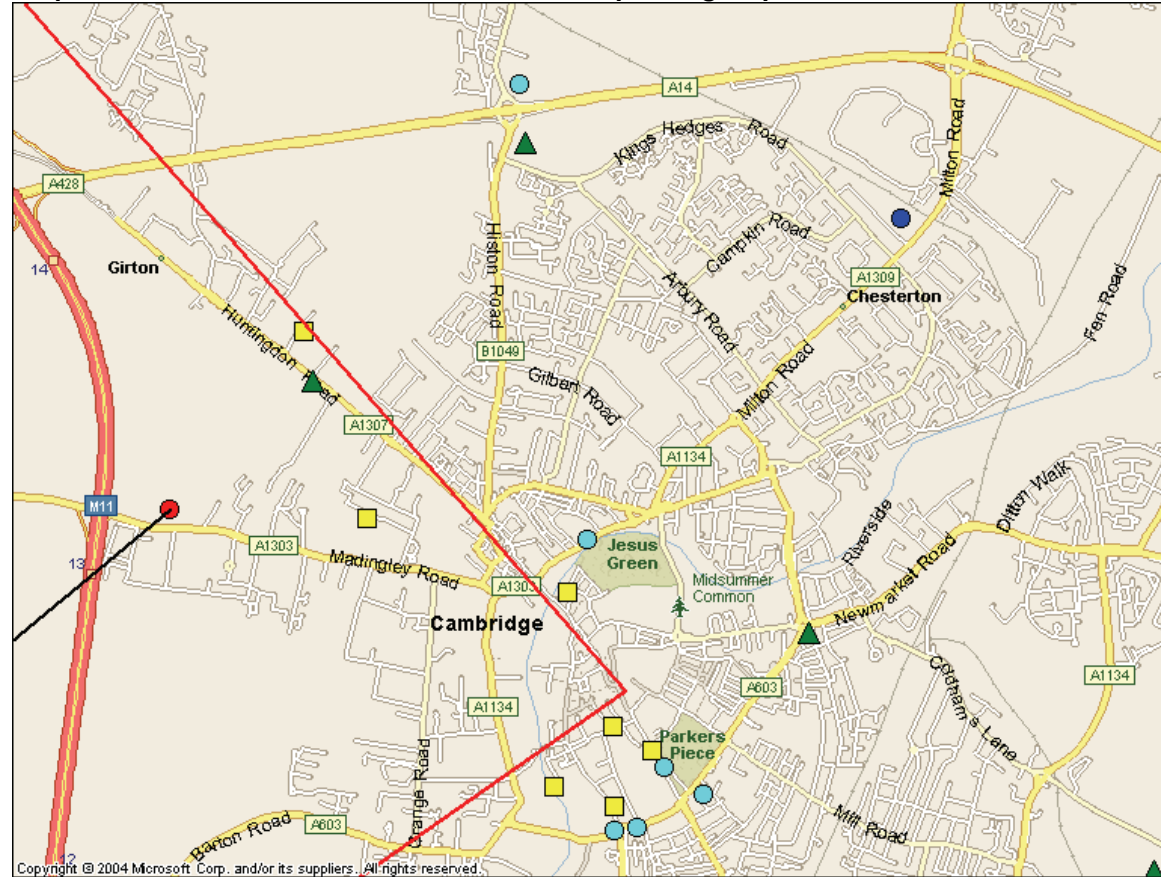 A14
Kings Hedges Road
Milton Road
A428
Histon Road
Campkin Road
14
Girton
A1309
Chesterton
Fen Road
Arbury Road
Huntingdon Road
B1049
Gilbert Road
Milton Road
A1307
A1134
Ditton Walk
M11
Riverside
A1303
Jesus
Green
13
Madingley Road
A1303
Midsummer
Common
Newmarket Road
Cambridge
Coldham's Lane
A603
A1134
A1134
Parkers
Piece
Grange Road
Mill Road
Barton Road
A603
12
Copyright © 2004 Microsoft Corp. and/or its suppliers. All rights reserved.